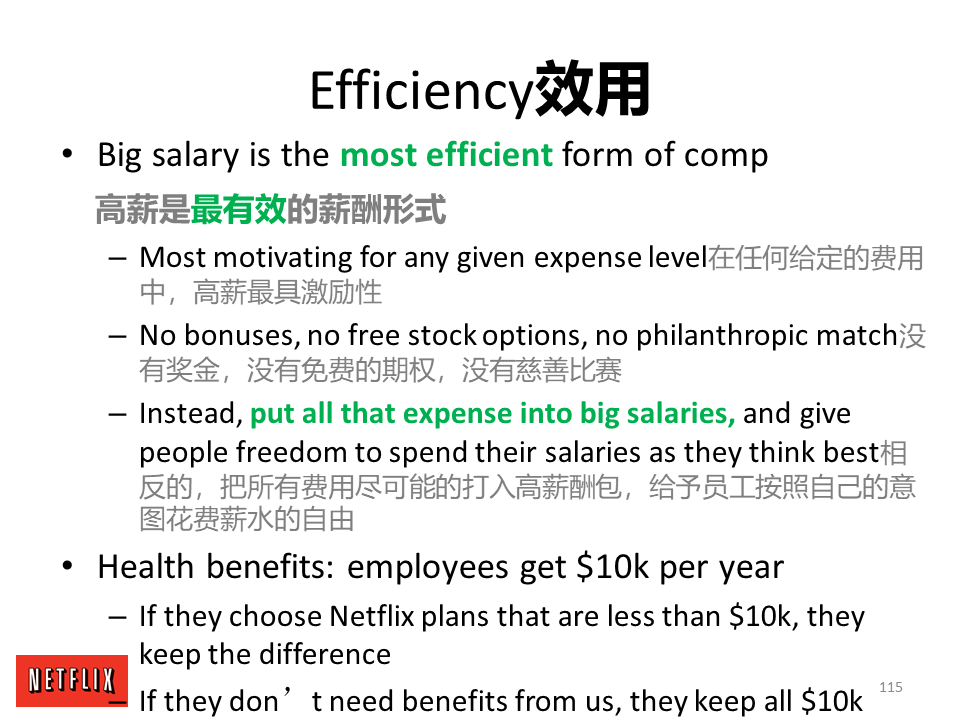 Efficiency效用
• Big salary is the most efficient form of comp
高薪是最有效的薪酬形式
– Most motivating for any given expense level在任何给定的费用
中，高薪最具激励性
– No bonuses, no free stock options, no philanthropic match没
有奖金，没有免费的期权，没有慈善比赛
– Instead, put all that expense into big salaries, and give
people freedom to spend their salaries as they think best相
反的，把所有费用尽可能的打入高薪酬包，给予员工按照自己的意
图花费薪水的自由
• Health benefits: employees get $10k per year
– If they choose Netflix plans that are less than $10k, they
keep the difference
– If they don’t need benefits from us, they keep all $10k
NETFLIX
115